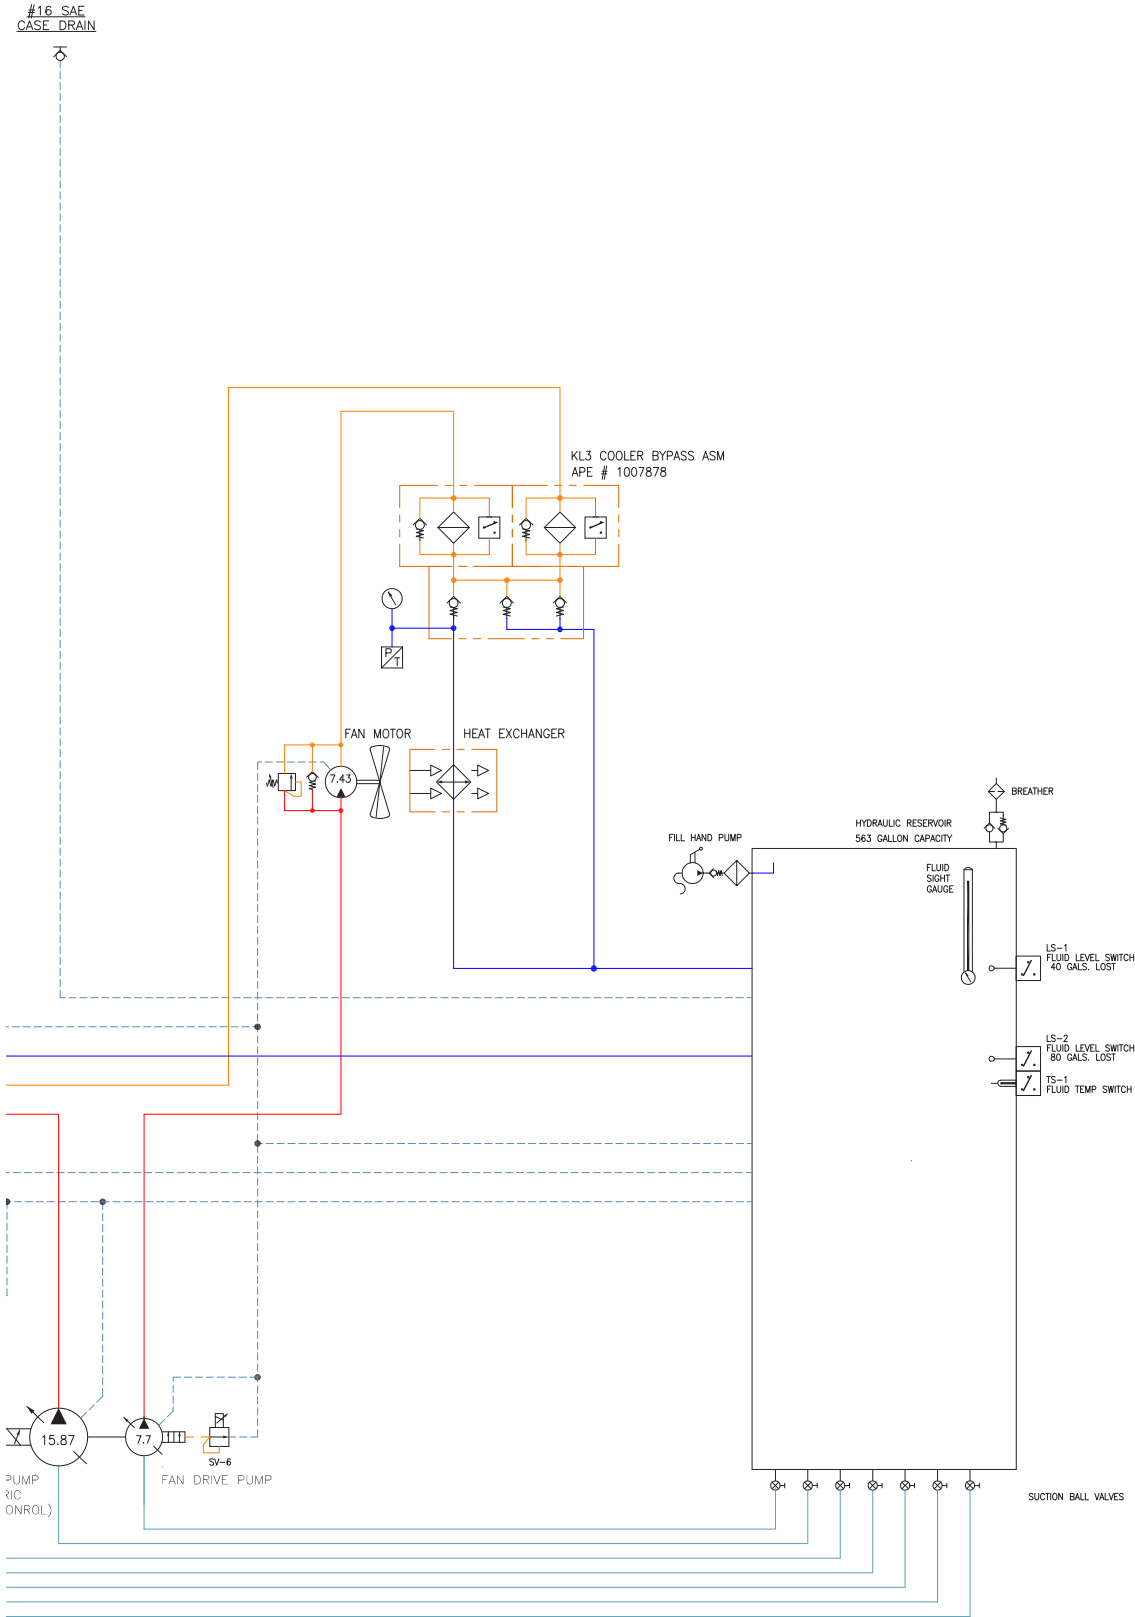 #16 SAE
CASE DRAIN
KL3 COOLER BYPASS ASM
APE # 1007878
P
T
FAN MOTOR
HEAT EXCHANGER
7.43
BREATHER
HYDRAULIC RESERVOIR
563 GALLON CAPACITY
FILL HAND PUMP
FLUID
SIGHT
GAUGE
LS-1
FLUID LEVEL SWITCH
40 GALS. LOST
LS-2
FLUID LEVEL SWITCH
80 GALS. LOST
TS-1
FLUID TEMP SWITCH
15.87
7.7
SV-6
PUMP
RIC
ONROL)
FAN DRIVE PUMP
SUCTION BALL VALVES